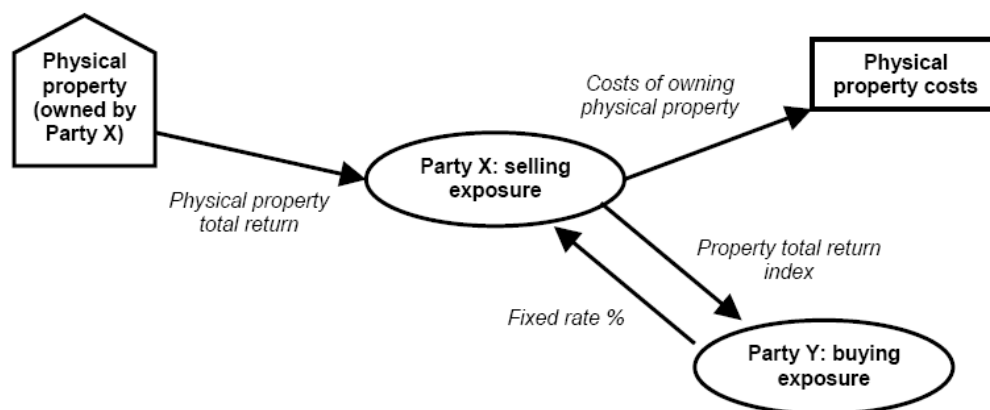 Physical
property
(owned by
Party X)
Physical property
total return
Party X: selling
exposure
Costs of owning
physical property
Physical
property costs
Property total return
index
Fixed rate %
Party Y: buying
exposure